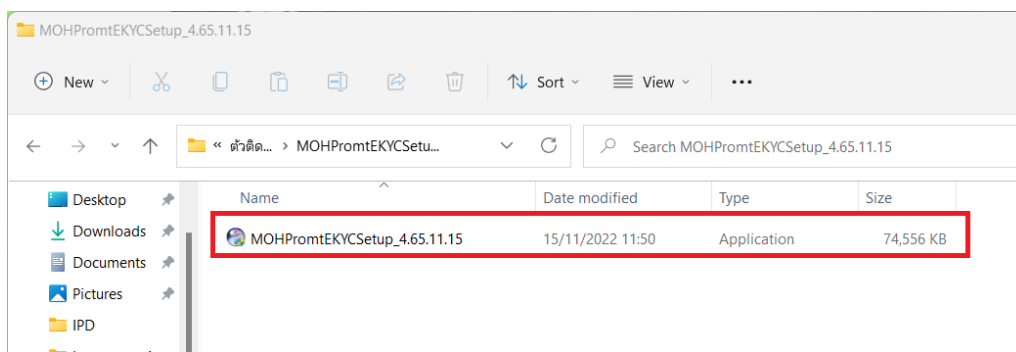 MOHPromtEKYCSetup_4.65.11.15
New Sort View •••
« ตัวติด... > MOHPromtEKYCSetu... Search MOHPromtEKYCSetup_4.65.11.15
Name Date modified Type Size
Desktop
Downloads
MOHPromtEKYCSetup_4.65.11.15 15/11/2022 11:50 Application 74,556 KB
Documents
Pictures
IPD